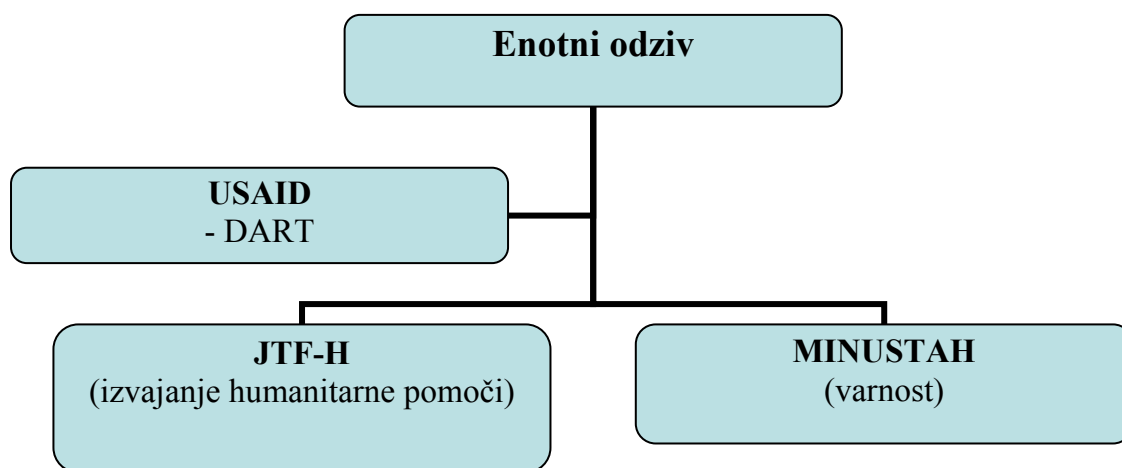 Enotni odziv
USAID
- DART
JTF-H
(izvajanje humanitarne pomoči)
MINUSTAH
(varnost)